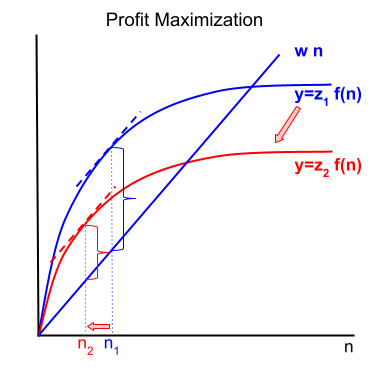 Profit Maximization
w n
y=z1 f(n)
y=z2 f(n)
n2 n1
n